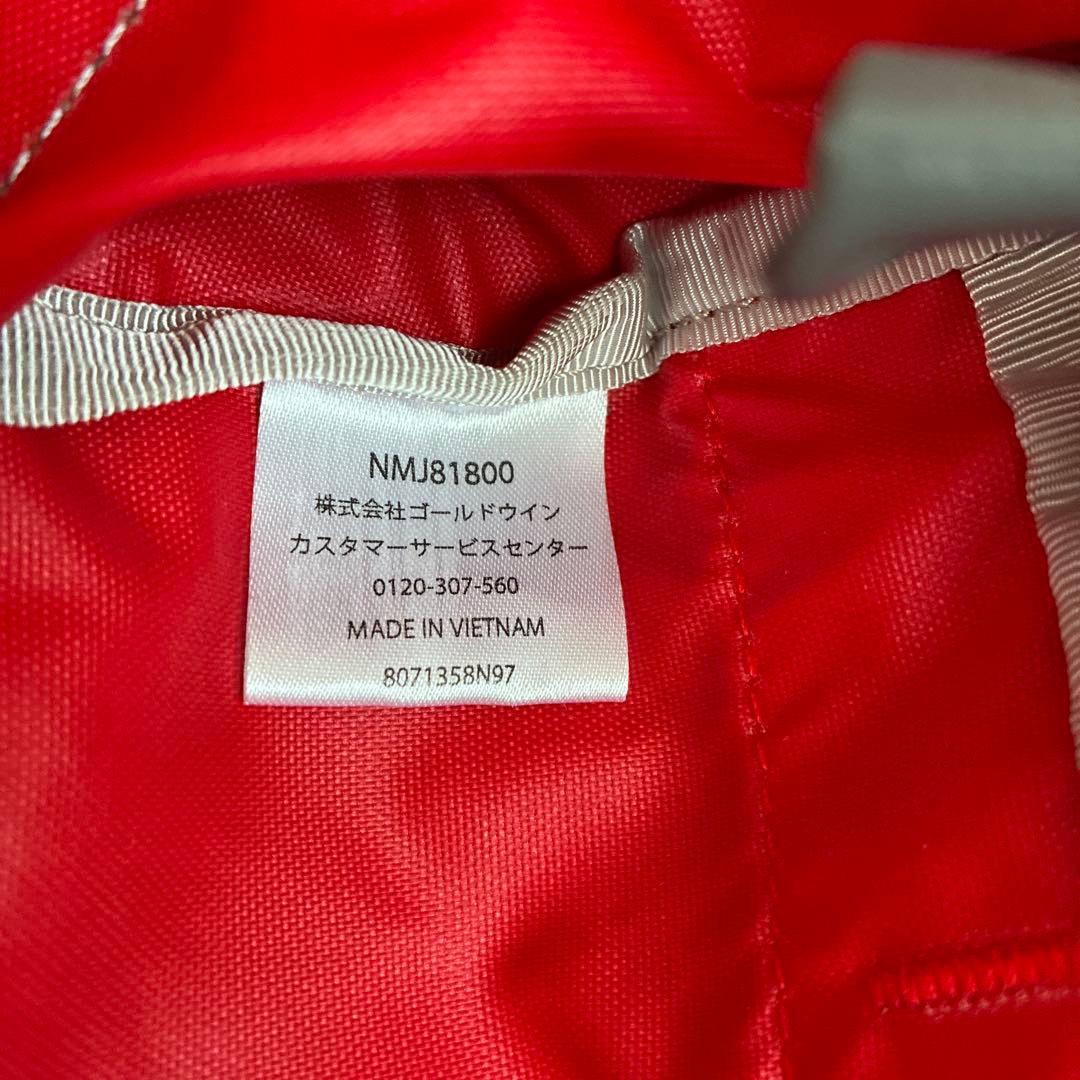 NMJ81800
株式会社ゴールドウイン
カスタマーサービスセンター
0120-307-560
MADE IN VIETNAM
8071358N97